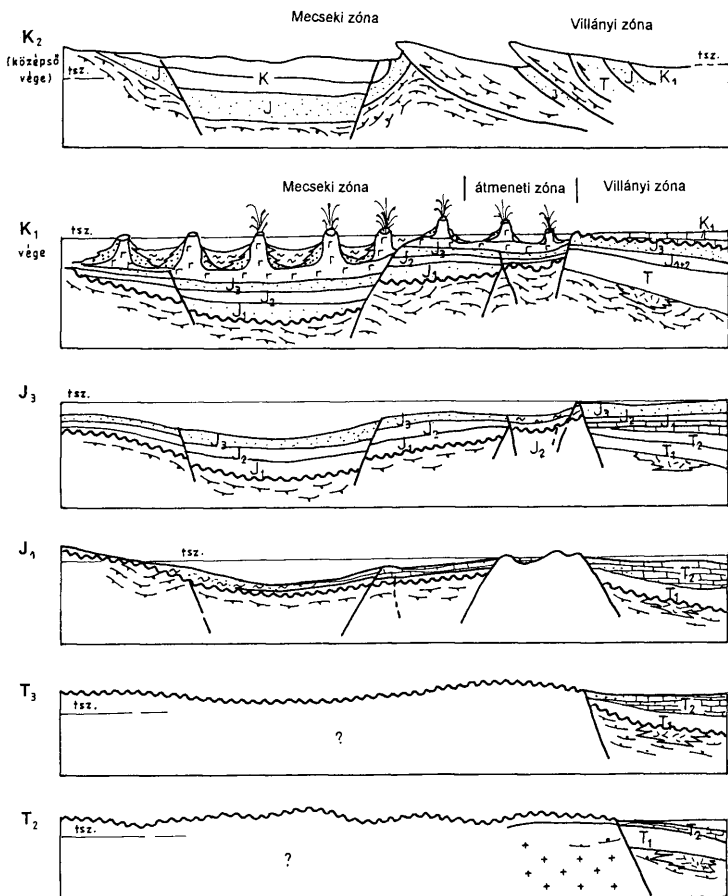 Mecseki zóna Villányi zóna
K₂
(középső
vége)
tsz. tsz.
J K J J T J K₁
Mecseki zóna átmeneti zóna Villányi zóna
K₁
vége
tsz. K₁
J₃ J₂ J₁ J₂ J₃ J₁ J₃ J₁₊₂ T
J₃
tsz.
J₃ J₂ J₁ J₃ J₂ J₁ J₂ J₃ J₂ J₁ T₂ T₂
J₁
tsz.
T₂
T₁
T₃
tsz.
T₂
T₁
?
T₂
tsz.
T₂
T₁
?